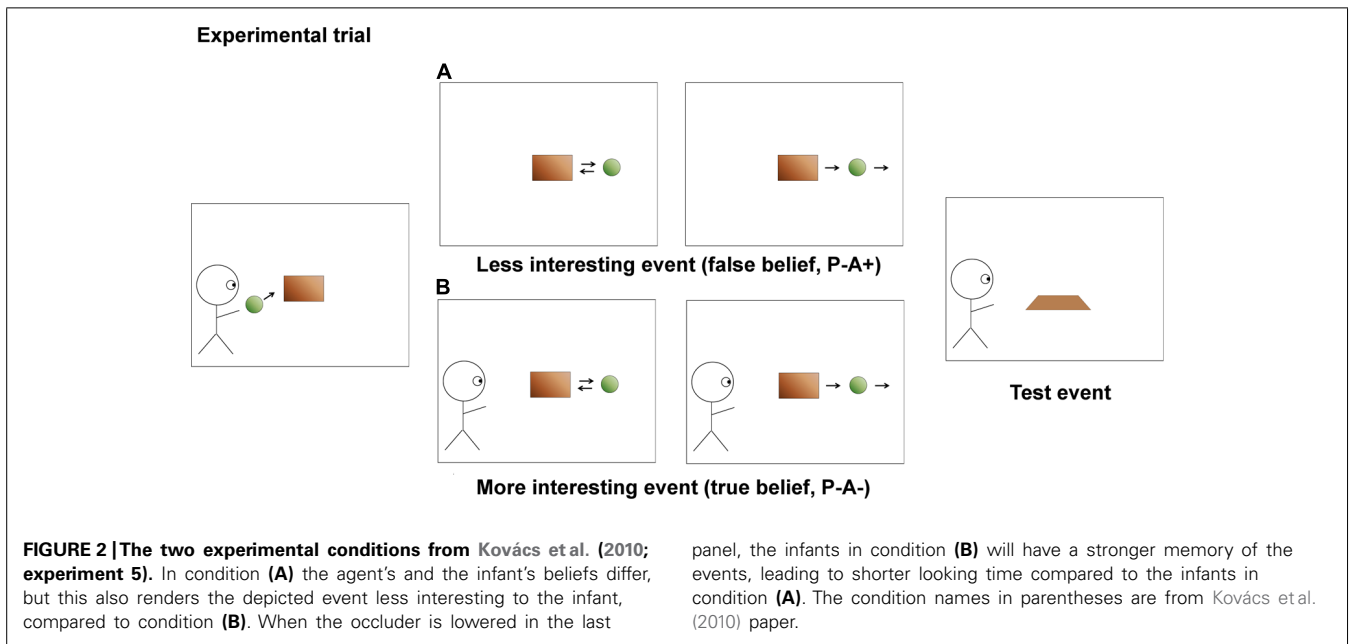 Experimental trial
A
Less interesting event (false belief, P-A+)
B
More interesting event (true belief, P-A-)
Test event
FIGURE 2 | The two experimental conditions from Kovács et al. (2010;
experiment 5). In condition (A) the agent's and the infant's beliefs differ,
but this also renders the depicted event less interesting to the infant,
compared to condition (B). When the occluder is lowered in the last
panel, the infants in condition (B) will have a stronger memory of the
events, leading to shorter looking time compared to the infants in
condition (A). The condition names in parentheses are from Kovács et al.
(2010) paper.